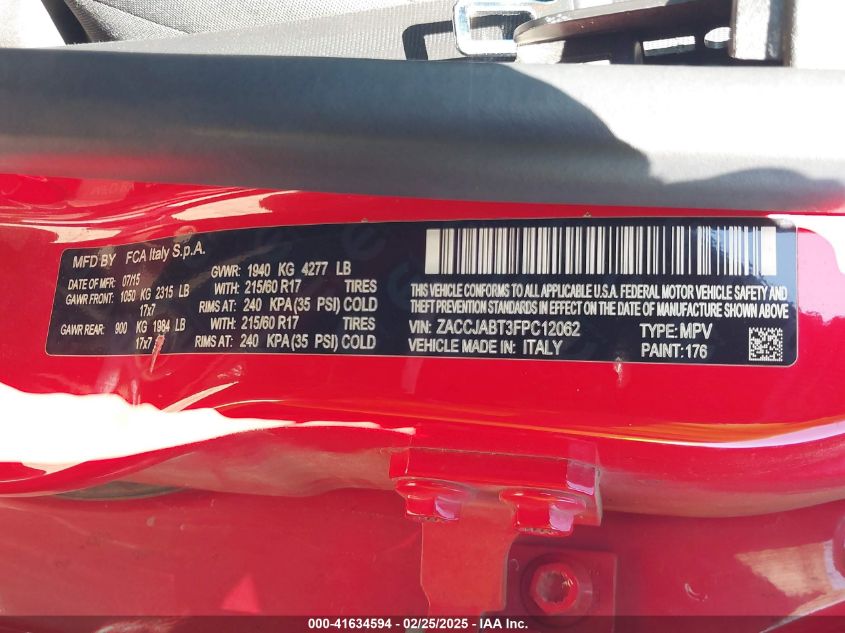 MFD BY FCA Italy S.p.A.
DATE OF MFR: 07/15 GVWR: 1940 KG 4277 LB
GAWR FRONT: 1050 KG 2315 LB WITH: 215/60 R17 TIRES
17x7 RIMS AT: 240 KPA(35 PSI) COLD
GAWR REAR: 900 KG 1984 LB WITH: 215/60 R17 TIRES
17x7 RIMS AT: 240 KPA(35 PSI) COLD
THIS VEHICLE CONFORMS TO ALL APPLICABLE U.S.A. FEDERAL MOTOR VEHICLE SAFETY AND
THEFT PREVENTION STANDARDS IN EFFECT ON THE DATE OF MANUFACTURE SHOWN ABOVE
VIN: ZACCJABT3FPC12062 TYPE: MPV
VEHICLE MADE IN: ITALY PAINT: 176
000-41634594 - 02/25/2025 - IAA Inc.